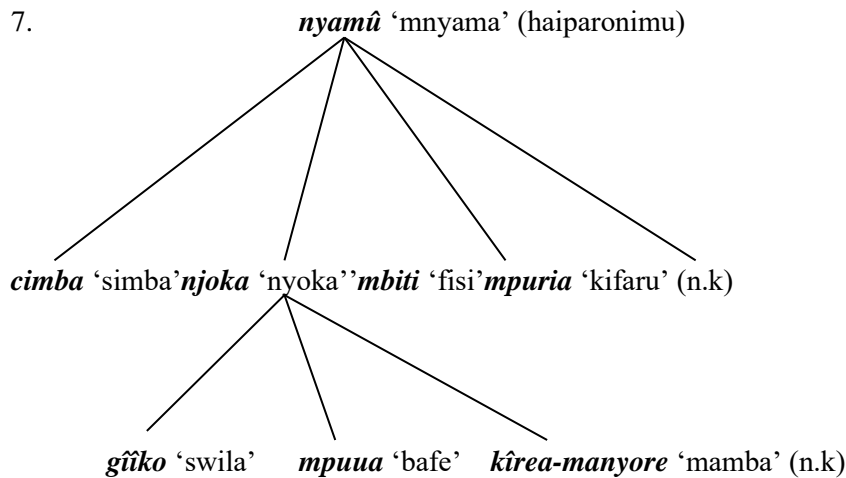 7. nyamû ‘mnyama’ (haiparonimu)
cimba ‘simba’njoka ‘nyoka’’mbiti ‘fisi’mpuria ‘kifaru’ (n.k)
gîîko ‘swila’ mpuua ‘bafe’ kîrea-manyore ‘mamba’ (n.k)